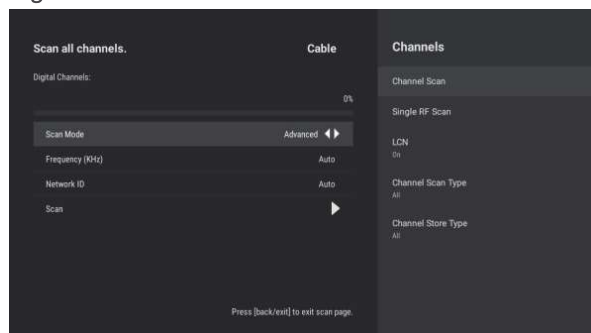 Scan all channels. Cable
Digital Channels:
0%
Scan Mode Advanced
Frequency (KHz) Auto
Network ID Auto
Scan
Press [back/exit] to exit scan page.
Channels
Channel Scan
Single RF Scan
LCN
On
Channel Scan Type
All
Channel Store Type
All